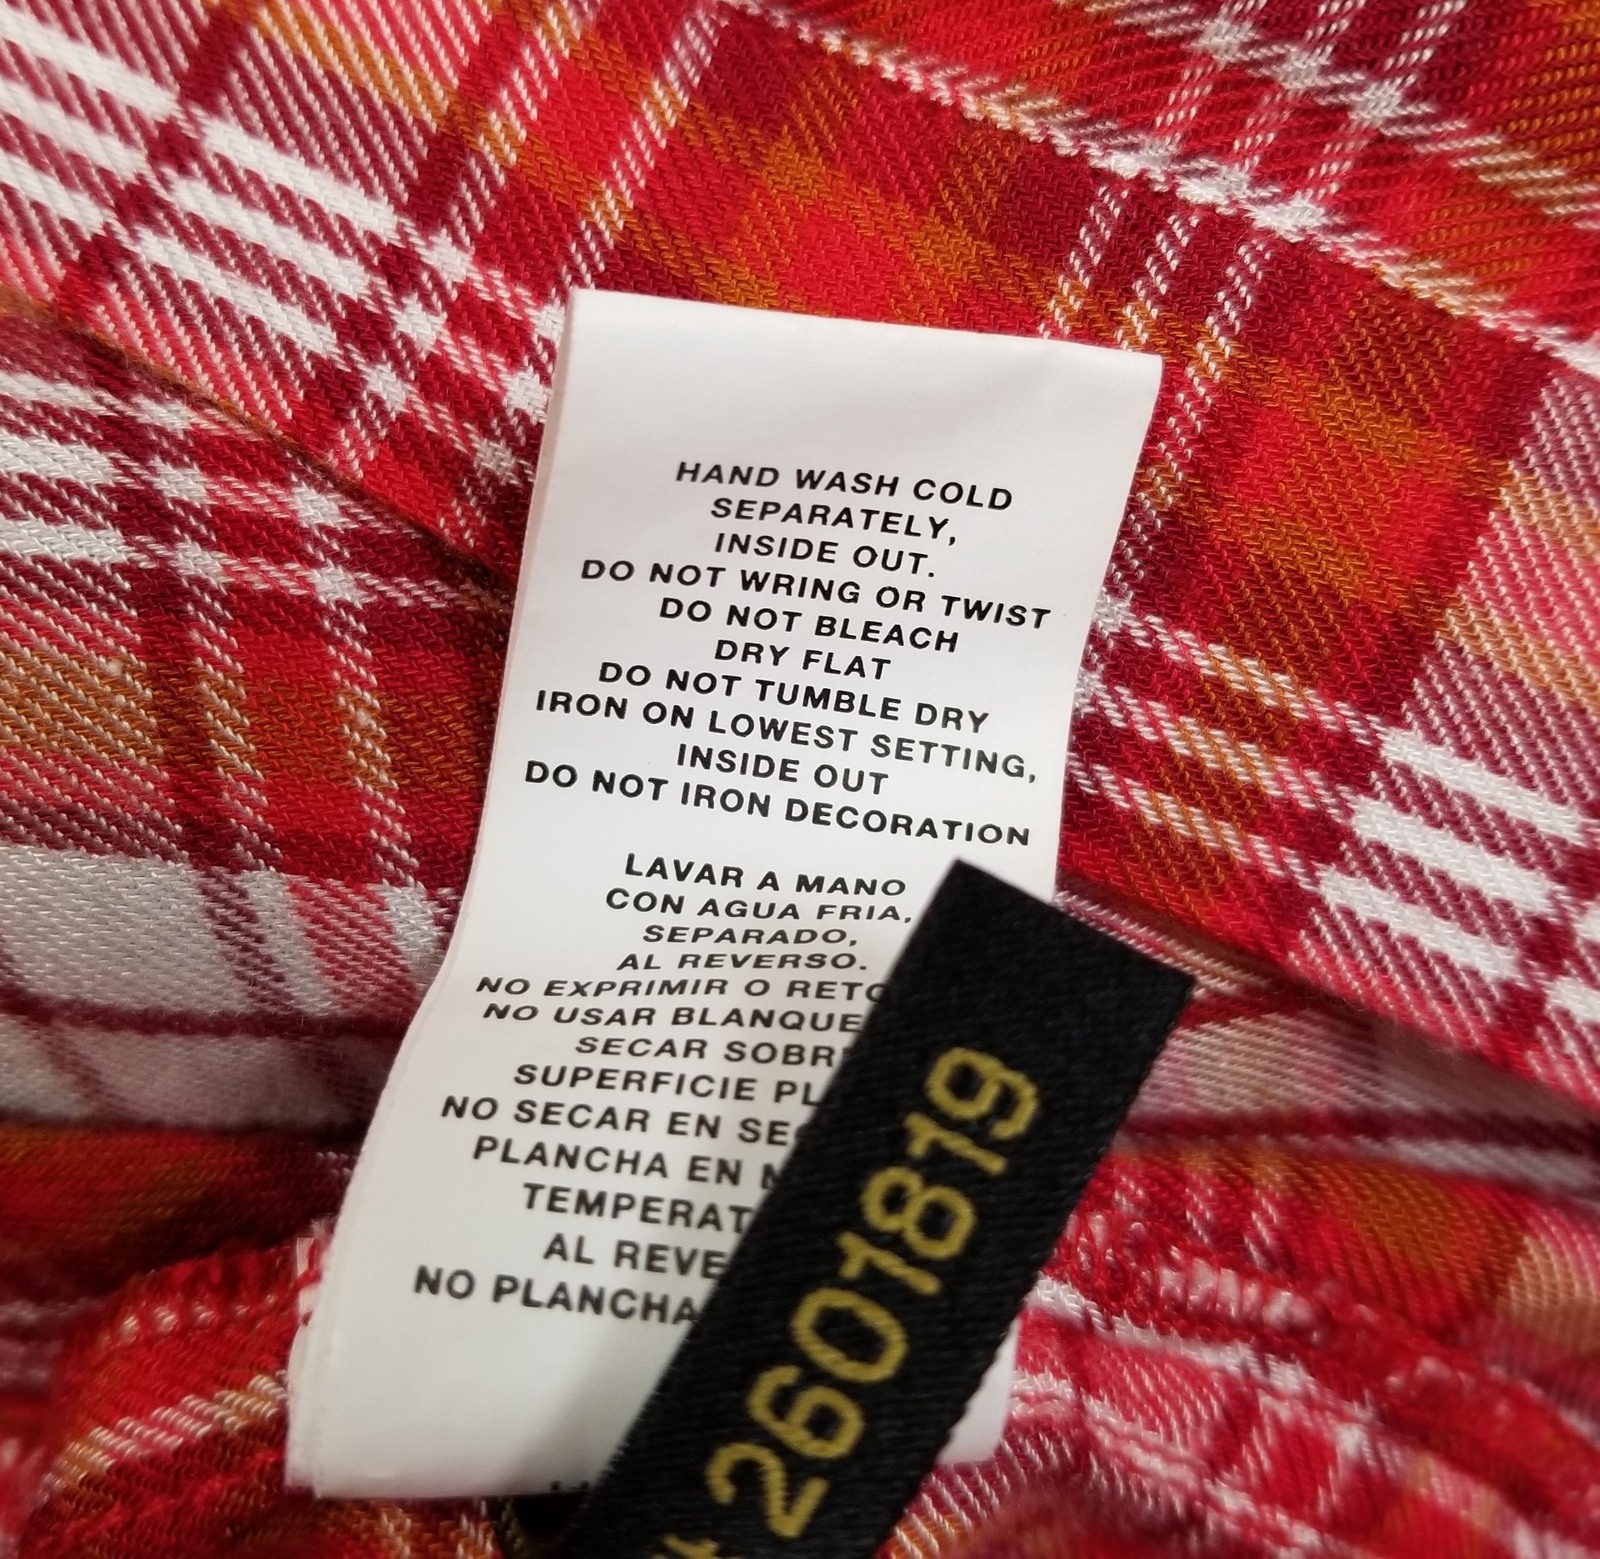 HAND WASH COLD
SEPARATELY,
INSIDE OUT.
DO NOT WRING OR TWIST
DO NOT BLEACH
DRY FLAT
DO NOT TUMBLE DRY
IRON ON LOWEST SETTING,
INSIDE OUT
DO NOT IRON DECORATION
LAVAR A MANO
CON AGUA FRIA,
SEPARADO,
AL REVERSO.
NO EXPRIMIR O
NO USAR
SECAR
SUPERFICIE
NO SECAR EN
PLANCHA EN
AL
NO
2601819